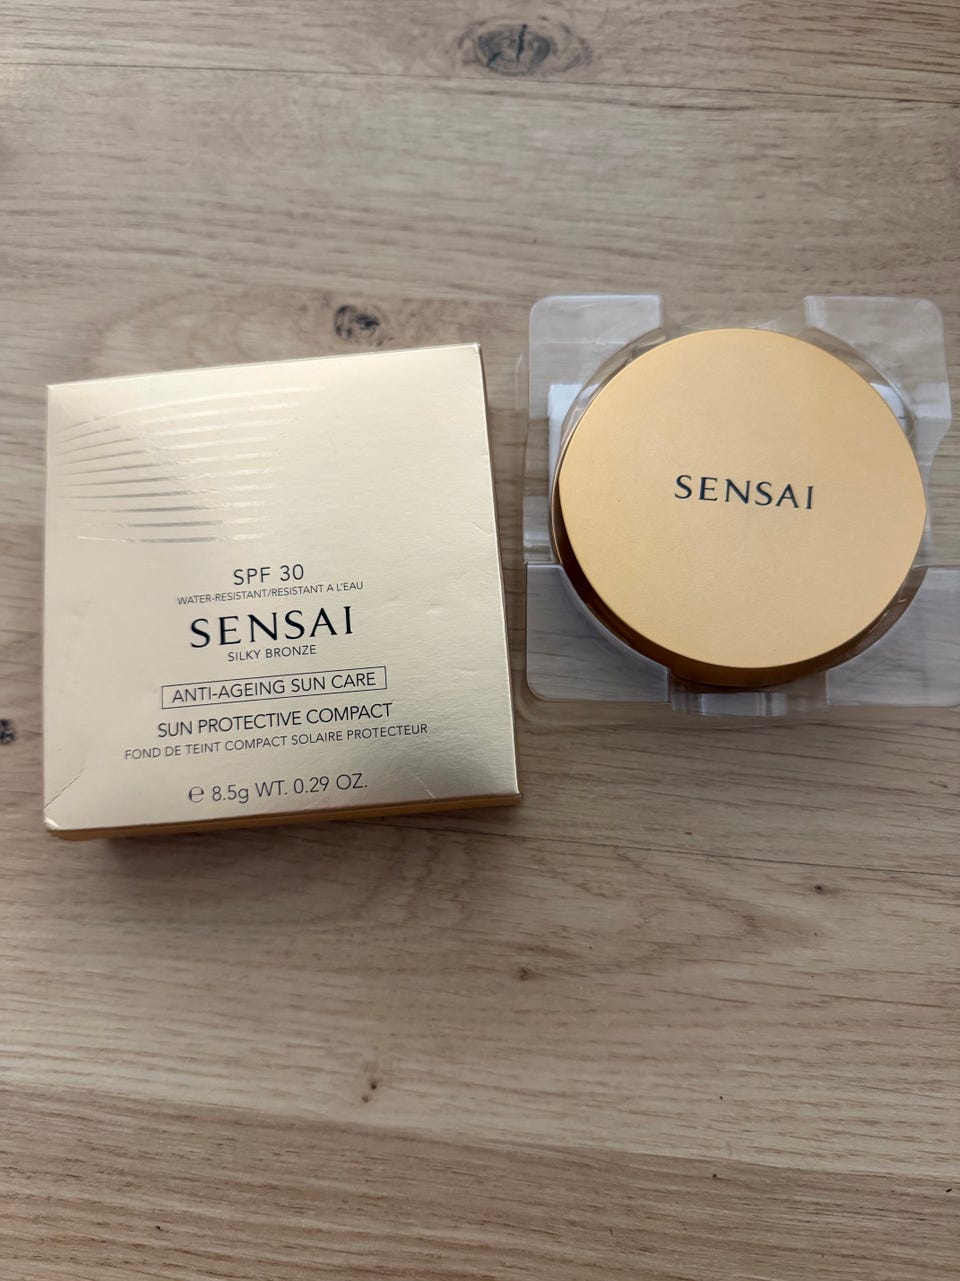 SPF 30
WATER-RESISTANT/RESISTANT A L'EAU
SENSAI
SILKY BRONZE
ANTI-AGEING SUN CARE
SUN PROTECTIVE COMPACT
FOND DE TEINT COMPACT SOLAIRE PROTECTEUR
℮ 8.5g WT. 0.29 OZ.
SENSAI